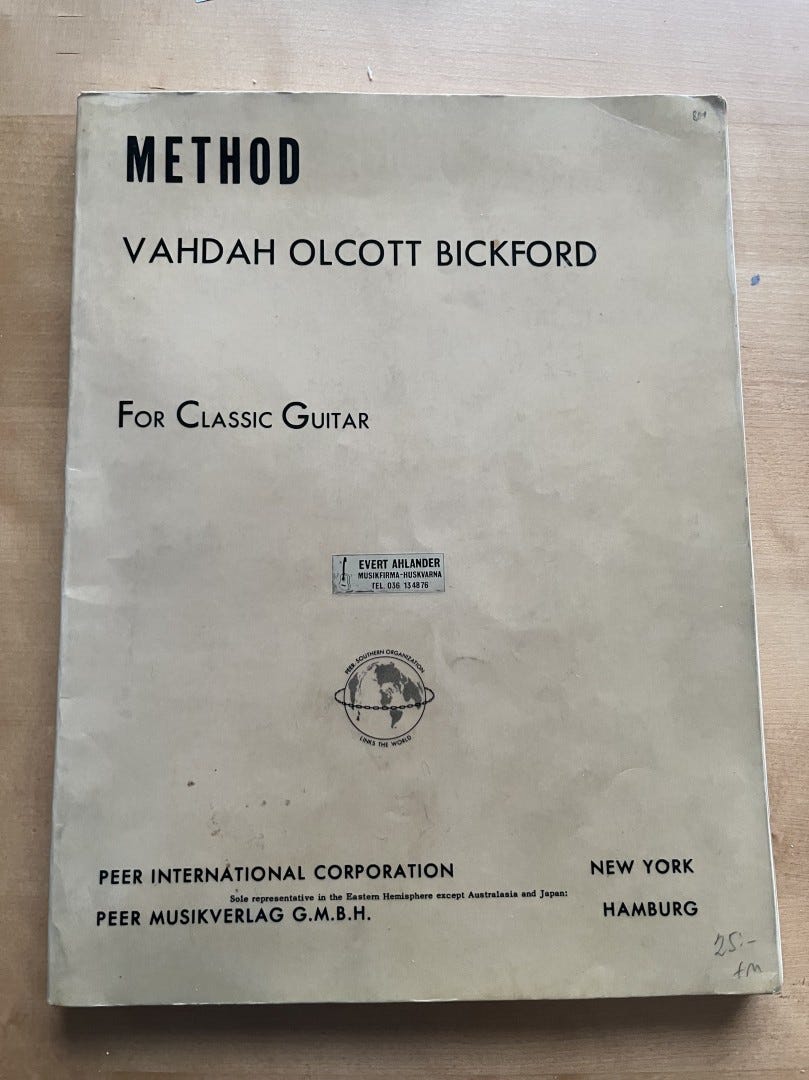 METHOD
VAHDAH OLCOTT BICKFORD
FOR CLASSIC GUITAR
EVERT AHLANDER
MUSIKFIRMA-HUSKVARNA
TEL. 036 134876
PEER SOUTHERN ORGANIZATION
LINKS THE WORLD
PEER INTERNATIONAL CORPORATION NEW YORK
Sole representative in the Eastern Hemisphere except Australasia and Japan:
PEER MUSIKVERLAG G.M.B.H. HAMBURG
25:-